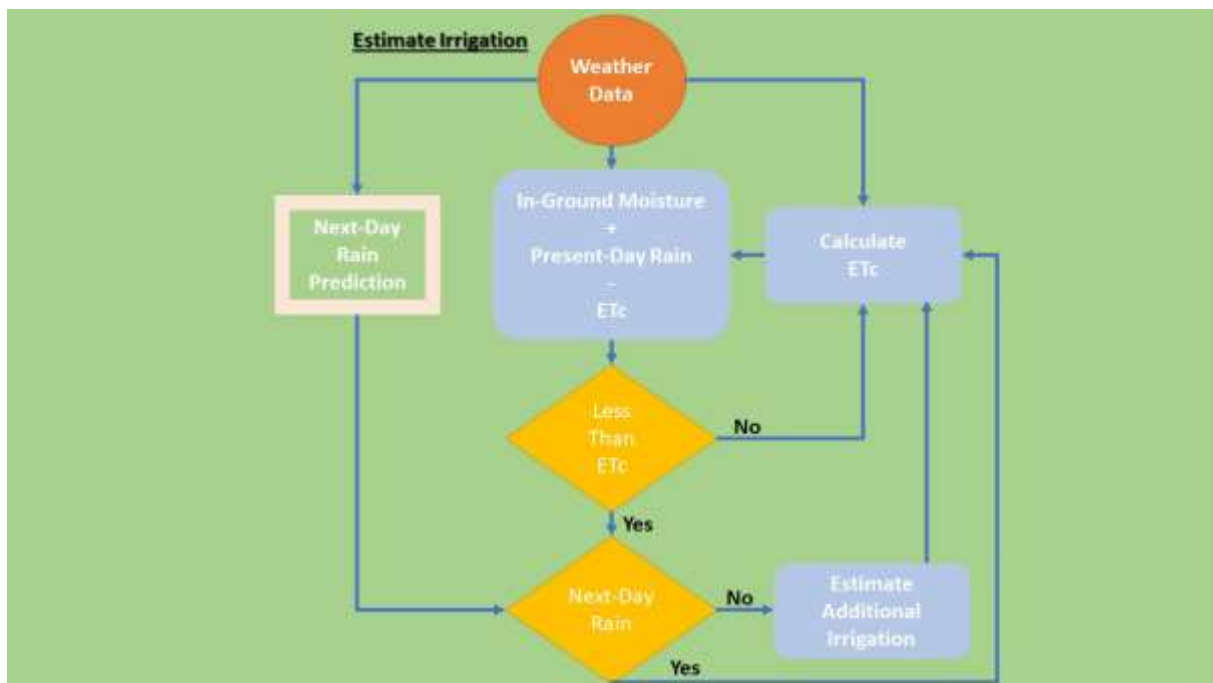 Estimate Irrigation
Weather
Data
In-Ground Moisture
+
Present-Day Rain
-
ETc
Next-Day
Rain
Prediction
Calculate
ETc
Less
Than
ETc
No
Yes
Next-Day
Rain
No
Estimate
Additional
Irrigation
Yes